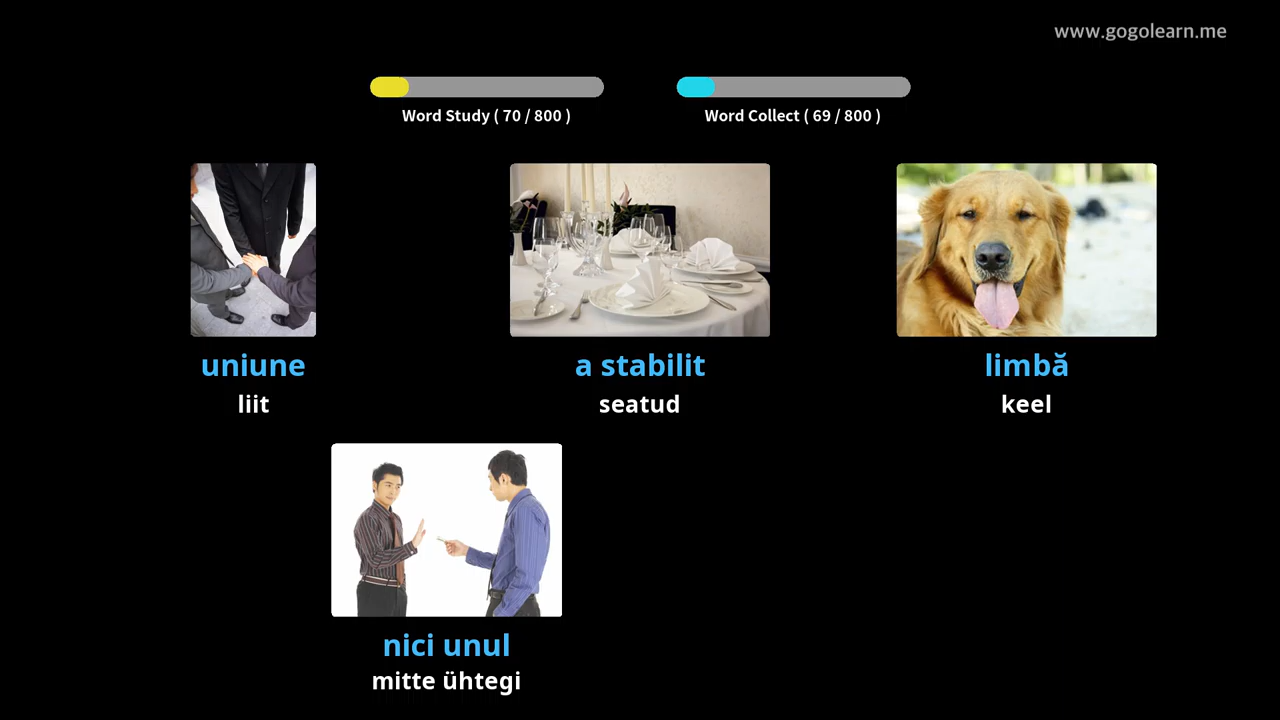 www.gogolearn.me
Word Study ( 70 / 800 )
Word Collect ( 69 / 800 )
uniune
liit
a stabilit
seatud
limbă
keel
nici unul
mitte ühtegi